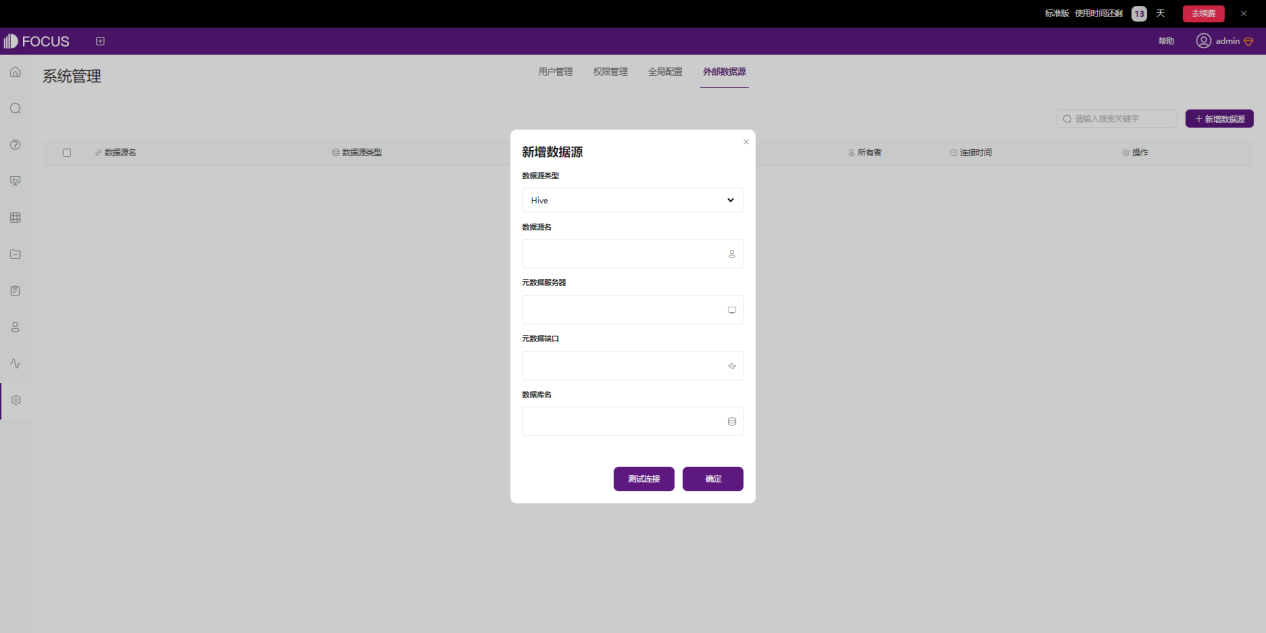 标准版 使用时间还剩 13 天 去续费
FOCUS
帮助 admin
系统管理
用户管理 权限管理 全局配置 外部数据源
请输入搜索关键字 新增数据源
数据源名 数据源类型 所有者 连接时间 操作
新增数据源
数据源类型
Hive
数据源名
元数据服务器
元数据端口
数据库名
测试连接 确定